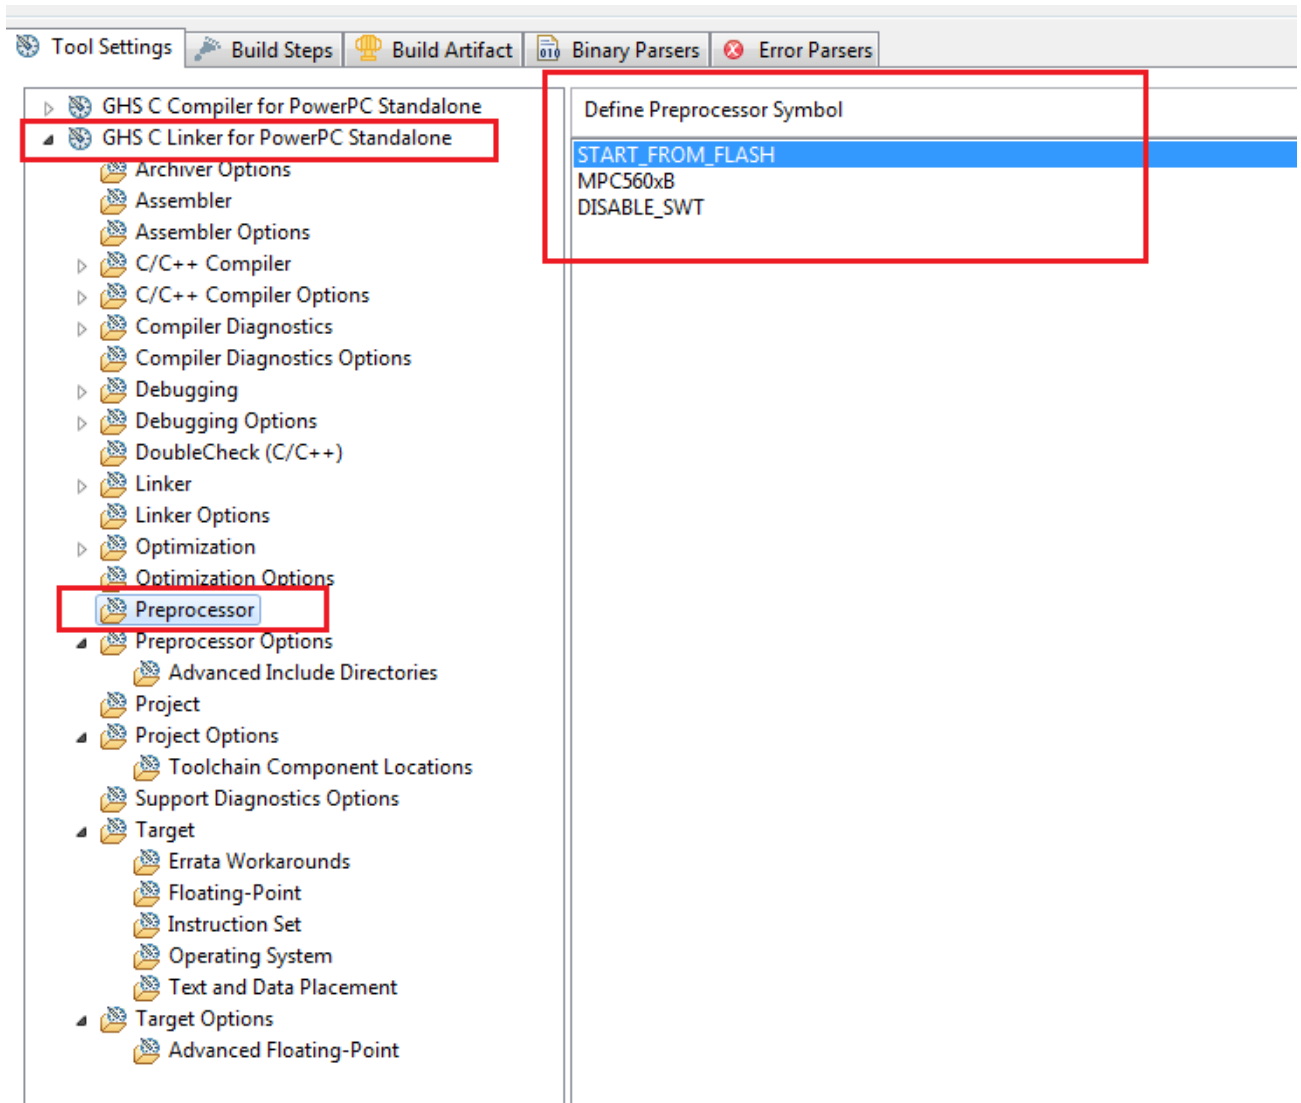 Tool Settings Build Steps Build Artifact Binary Parsers Error Parsers
GHS C Compiler for PowerPC Standalone
GHS C Linker for PowerPC Standalone
Archiver Options
Assembler
Assembler Options
C/C++ Compiler
C/C++ Compiler Options
Compiler Diagnostics
Compiler Diagnostics Options
Debugging
Debugging Options
DoubleCheck (C/C++)
Linker
Linker Options
Optimization
Optimization Options
Preprocessor
Preprocessor Options
Advanced Include Directories
Project
Project Options
Toolchain Component Locations
Support Diagnostics Options
Target
Errata Workarounds
Floating-Point
Instruction Set
Operating System
Text and Data Placement
Target Options
Advanced Floating-Point
Define Preprocessor Symbol
START_FROM_FLASH
MPC560xB
DISABLE_SWT